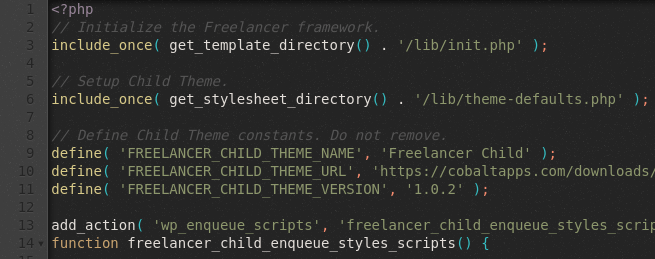 1 <?php
2 // Initialize the Freelancer framework.
3 include_once( get_template_directory() . '/lib/init.php' );
4
5 // Setup Child Theme.
6 include_once( get_stylesheet_directory() . '/lib/theme-defaults.php' );
7
8 // Define Child Theme constants. Do not remove.
9 define( 'FREELANCER_CHILD_THEME_NAME', 'Freelancer Child' );
10 define( 'FREELANCER_CHILD_THEME_URL', 'https://cobaltapps.com/downloads/
11 define( 'FREELANCER_CHILD_THEME_VERSION', '1.0.2' );
12
13 add_action( 'wp_enqueue_scripts', 'freelancer_child_enqueue_styles_scrip
14 function freelancer_child_enqueue_styles_scripts() {